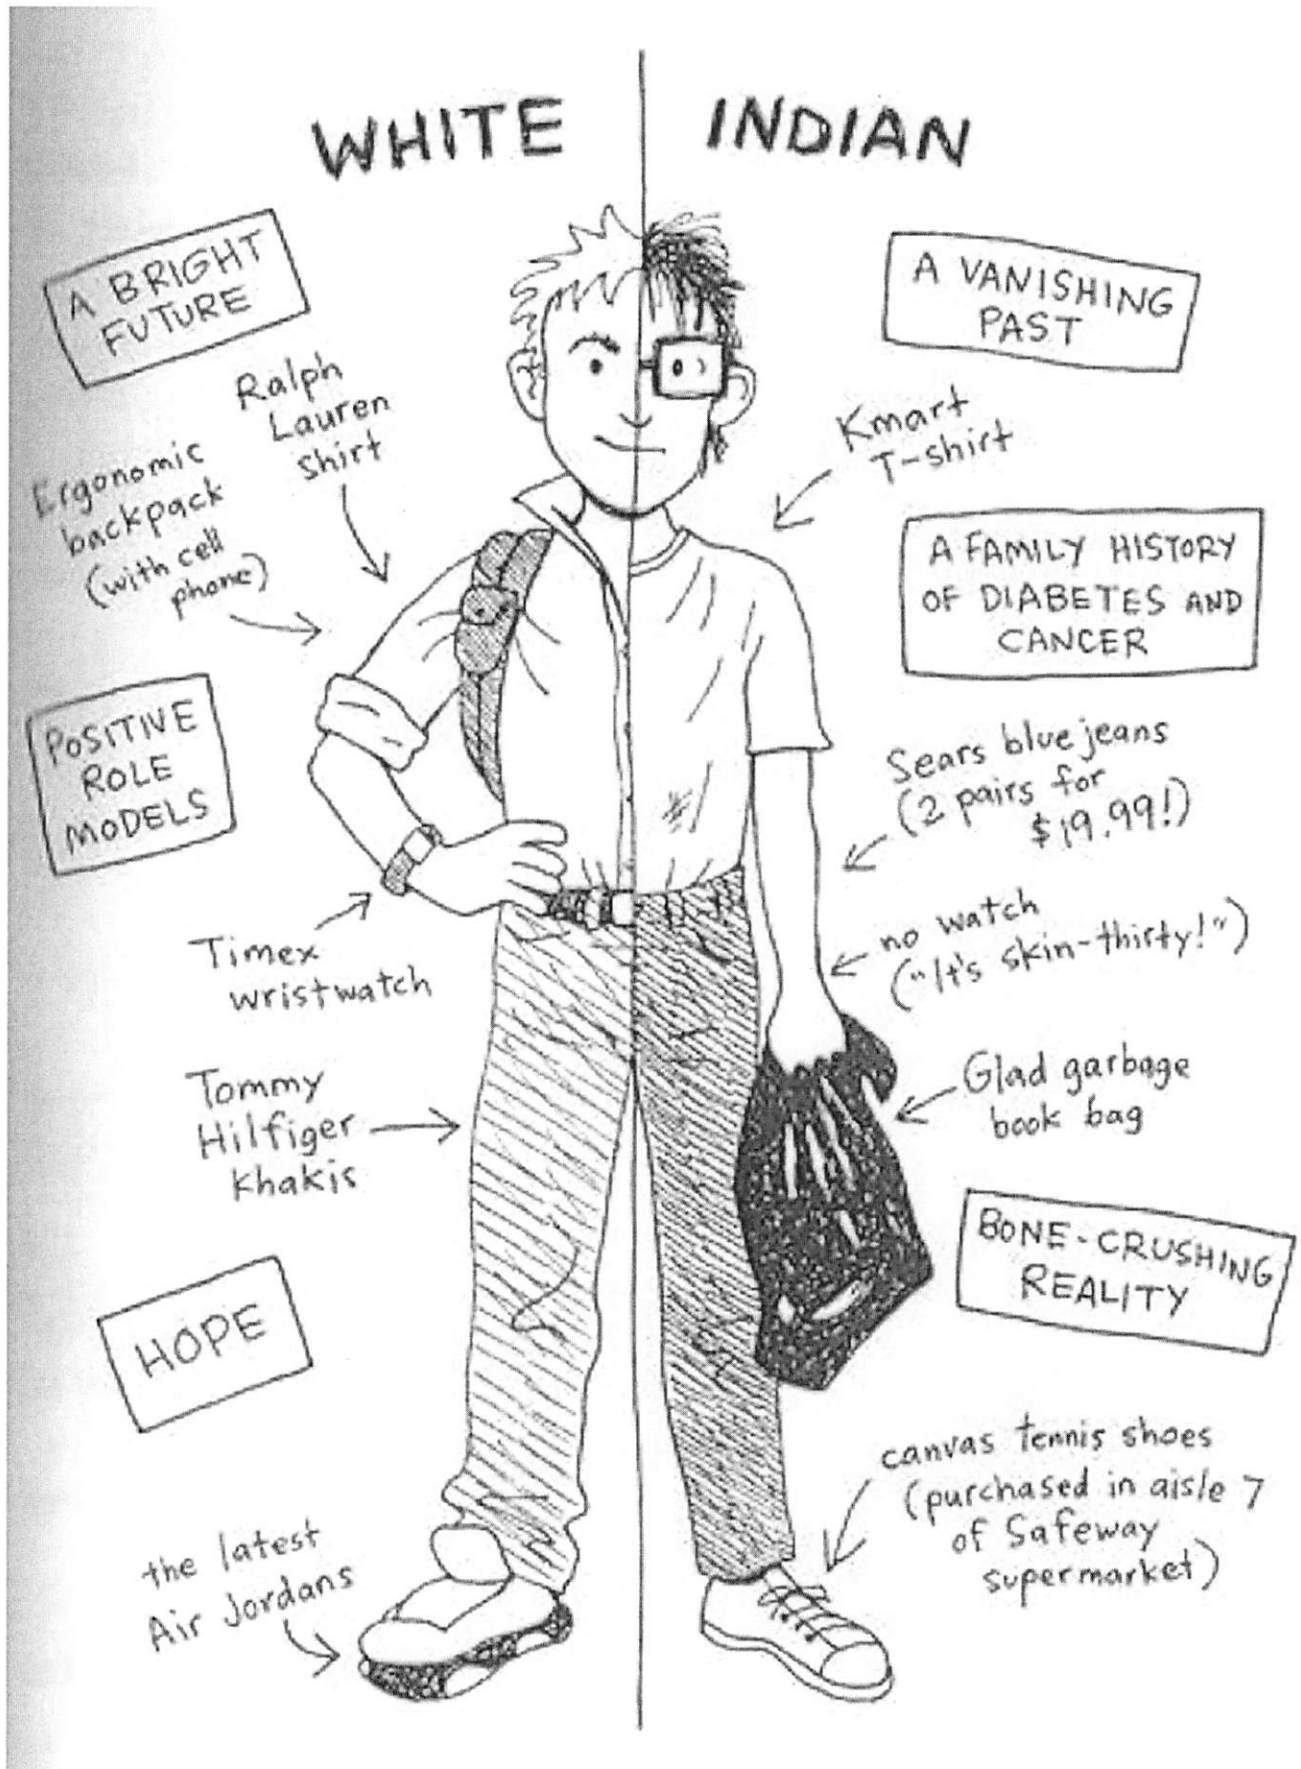 WHITE
INDIAN
A BRIGHT
FUTURE
Ralph
Lauren
shirt
Ergonomic
backpack
(with cell
phone)
POSITIVE
ROLE
MODELS
Timex
wristwatch
Tommy
Hilfiger
khakis
HOPE
the latest
Air Jordans
A VANISHING
PAST
Kmart
T-shirt
A FAMILY HISTORY
OF DIABETES AND
CANCER
Sears blue jeans
(2 pairs for
$19.99!)
no watch
("It's skin-thirty!")
Glad garbage
book bag
BONE-CRUSHING
REALITY
canvas tennis shoes
(purchased in aisle 7
of Safeway
supermarket)